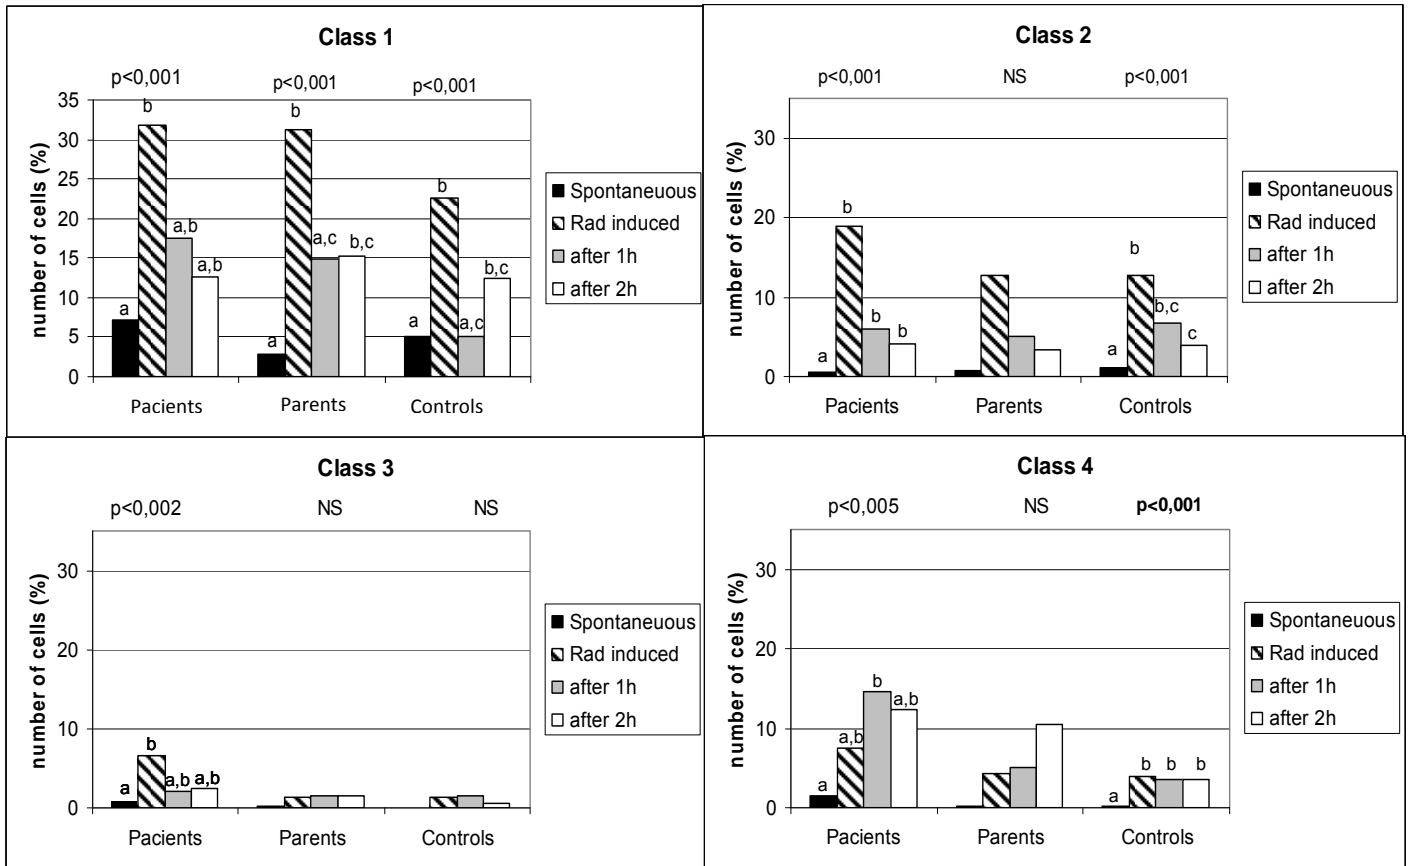 Class 1
p<0,001 p<0,001 p<0,001
number of cells (%)
35
30
25
20
15
10
5
0
b b b
a,b a,c b,c
a,b b,c
a a a a,c
Pacients Parents Controls
Spontaneuous
Rad induced
after 1h
after 2h
Class 2
p<0,001 NS p<0,001
number of cells (%)
30
20
10
0
b b
b b b,c c
a a
Pacients Parents Controls
Spontaneuous
Rad induced
after 1h
after 2h
Class 3
p<0,002 NS NS
number of cells (%)
30
20
10
0
b
a a,b a,b
Pacients Parents Controls
Spontaneuous
Rad induced
after 1h
after 2h
Class 4
p<0,005 NS p<0,001
number of cells (%)
30
20
10
0
b a,b
a,b
a a b b b
Pacients Parents Controls
Spontaneuous
Rad induced
after 1h
after 2h